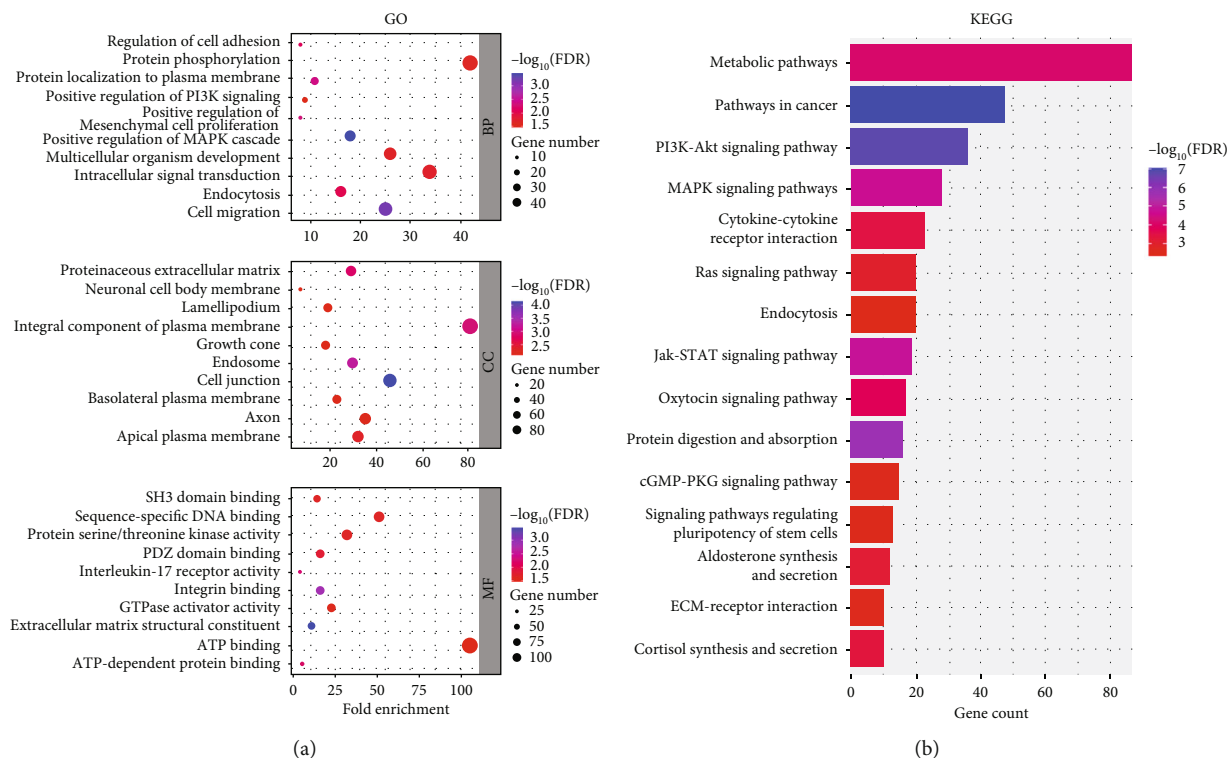 GO
Regulation of cell adhesion
Protein phosphorylation
Protein localization to plasma membrane
Positive regulation of PI3K signaling
Positive regulation of
Mesenchymal cell proliferation
Positive regulation of MAPK cascade
Multicellular organism development
Intracellular signal transduction
Endocytosis
Cell migration
10 20 30 40
BP
–log10(FDR)
3.0
2.5
2.0
1.5
Gene number
10
20
30
40
Proteinaceous extracellular matrix
Neuronal cell body membrane
Lamellipodium
Integral component of plasma membrane
Growth cone
Endosome
Cell junction
Basolateral plasma membrane
Axon
Apical plasma membrane
20 40 60 80
CC
–log10(FDR)
4.0
3.5
3.0
2.5
Gene number
20
40
60
80
SH3 domain binding
Sequence-specific DNA binding
Protein serine/threonine kinase activity
PDZ domain binding
Interleukin-17 receptor activity
Integrin binding
GTPase activator activity
Extracellular matrix structural constituent
ATP binding
ATP-dependent protein binding
0 25 50 75 100
Fold enrichment
MF
–log10(FDR)
3.0
2.5
2.0
1.5
Gene number
25
50
75
100
(a)
KEGG
Metabolic pathways
Pathways in cancer
PI3K-Akt signaling pathway
MAPK signaling pathways
Cytokine-cytokine
receptor interaction
Ras signaling pathway
Endocytosis
Jak-STAT signaling pathway
Oxytocin signaling pathway
Protein digestion and absorption
cGMP-PKG signaling pathway
Signaling pathways regulating
pluripotency of stem cells
Aldosterone synthesis
and secretion
ECM-receptor interaction
Cortisol synthesis and secretion
0 20 40 60 80
Gene count
–log10(FDR)
7
6
5
4
3
(b)